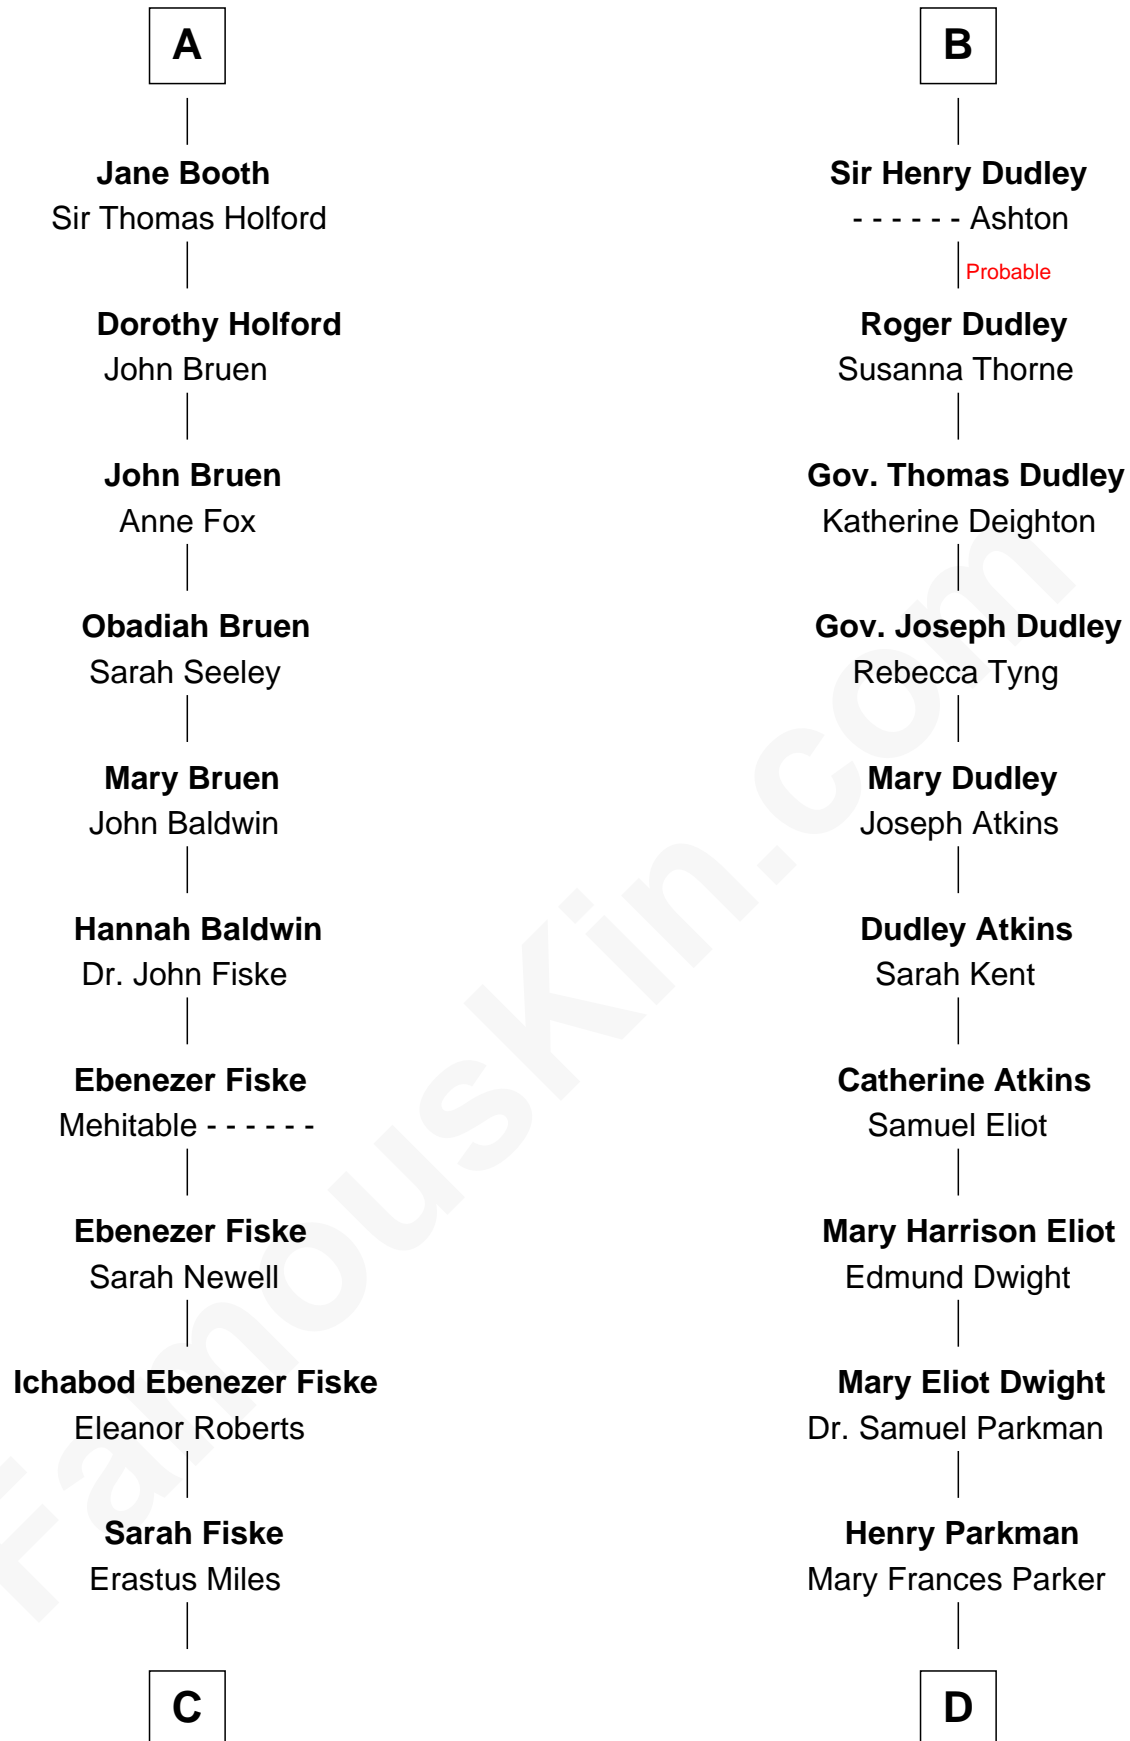 A
Jane Booth
Sir Thomas Holford
Dorothy Holford
John Bruen
John Bruen
Anne Fox
Obadiah Bruen
Sarah Seeley
Mary Bruen
John Baldwin
Hannah Baldwin
Dr. John Fiske
Ebenezer Fiske
Mehitable - - - - - -
Ebenezer Fiske
Sarah Newell
Ichabod Ebenezer Fiske
Eleanor Roberts
Sarah Fiske
Erastus Miles
C
B
Sir Henry Dudley
- - - - - - Ashton
Probable
Roger Dudley
Susanna Thorne
Gov. Thomas Dudley
Katherine Deighton
Gov. Joseph Dudley
Rebecca Tyng
Mary Dudley
Joseph Atkins
Dudley Atkins
Sarah Kent
Catherine Atkins
Samuel Eliot
Mary Harrison Eliot
Edmund Dwight
Mary Eliot Dwight
Dr. Samuel Parkman
Henry Parkman
Mary Frances Parker
D
FamousKin.com